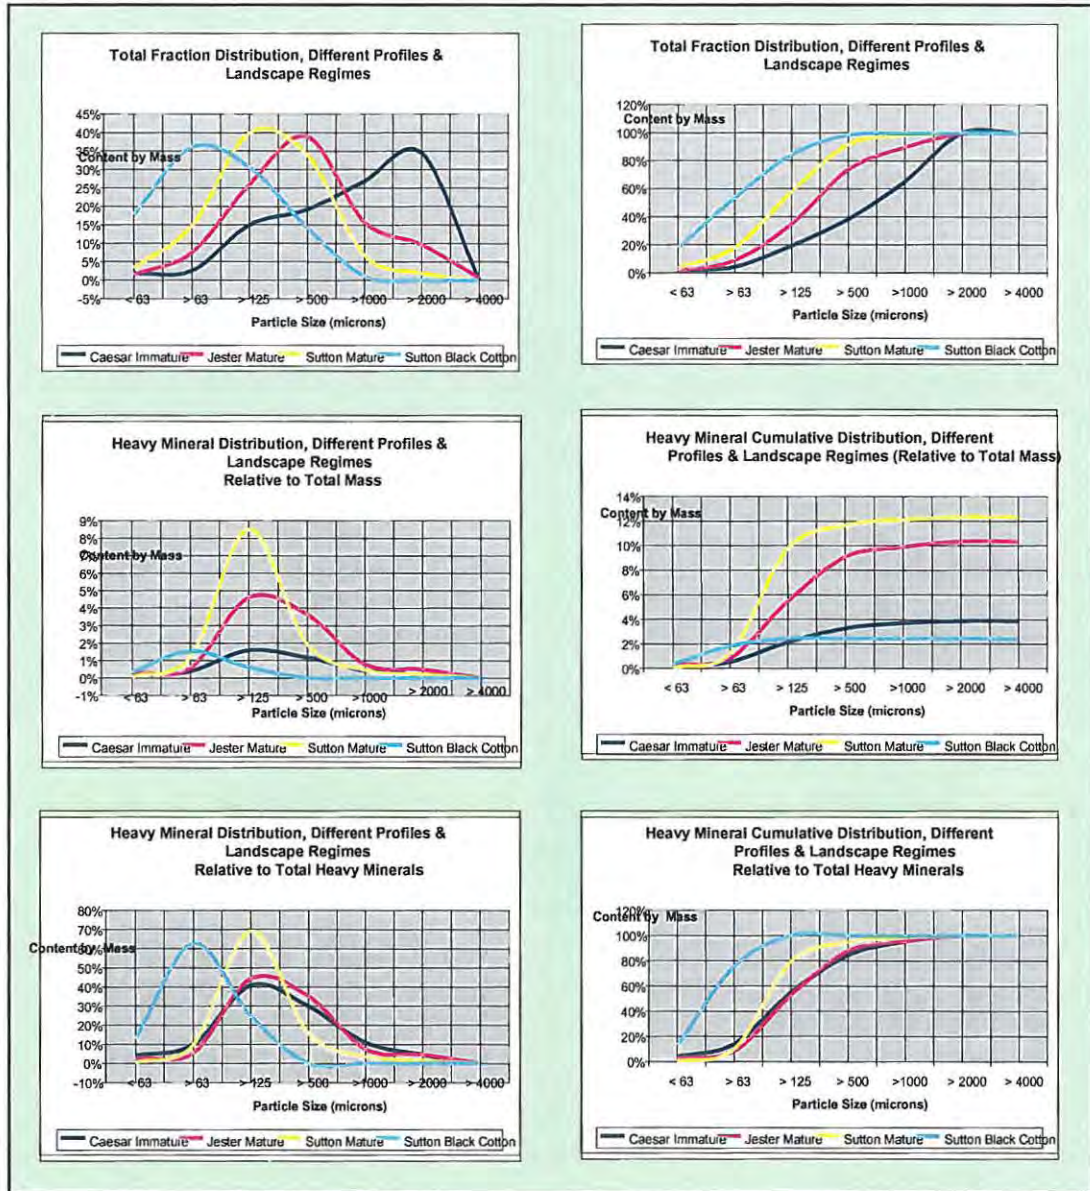 Total Fraction Distribution, Different Profiles &
Landscape Regimes
45%
40%
35%
30%
25%
20%
15%
10%
5%
0%
-5%
Content by Mass
< 63
> 63
> 125
> 500
>1000
> 2000
> 4000
Particle Size (microns)
Caesar Immature
Jester Mature
Sutton Mature
Sutton Black Cotton
Total Fraction Distribution, Different Profiles &
Landscape Regimes
120%
100%
80%
60%
40%
20%
0%
Content by Mass
< 63
> 63
> 125
> 500
>1000
> 2000
> 4000
Particle Size (microns)
Caesar Immature
Jester Mature
Sutton Mature
Sutton Black Cotton
Heavy Mineral Distribution, Different Profiles &
Landscape Regimes
Relative to Total Mass
9%
8%
7%
6%
5%
4%
3%
2%
1%
0%
-1%
Content by Mass
< 63
> 63
> 125
> 500
>1000
> 2000
> 4000
Particle Size (microns)
Caesar Immature
Jester Mature
Sutton Mature
Sutton Black Cotton
Heavy Mineral Cumulative Distribution, Different
Profiles & Landscape Regimes (Relative to Total Mass)
14%
12%
10%
8%
6%
4%
2%
0%
Content by Mass
< 63
> 63
> 125
> 500
>1000
> 2000
> 4000
Particle Size (microns)
Caesar Immature
Jester Mature
Sutton Mature
Sutton Black Cotton
Heavy Mineral Distribution, Different Profiles &
Landscape Regimes
Relative to Total Heavy Minerals
80%
70%
60%
50%
40%
30%
20%
10%
0%
-10%
Content by Mass
< 63
> 63
> 125
> 500
>1000
> 2000
> 4000
Particle Size (microns)
Caesar Immature
Jester Mature
Sutton Mature
Sutton Black Cotton
Heavy Mineral Cumulative Distribution, Different
Profiles & Landscape Regimes
Relative to Total Heavy Minerals
120%
100%
80%
60%
40%
20%
0%
Content by Mass
< 63
> 63
> 125
> 500
>1000
> 2000
> 4000
Particle Size (microns)
Caesar Immature
Jester Mature
Sutton Mature
Sutton Black Cotton